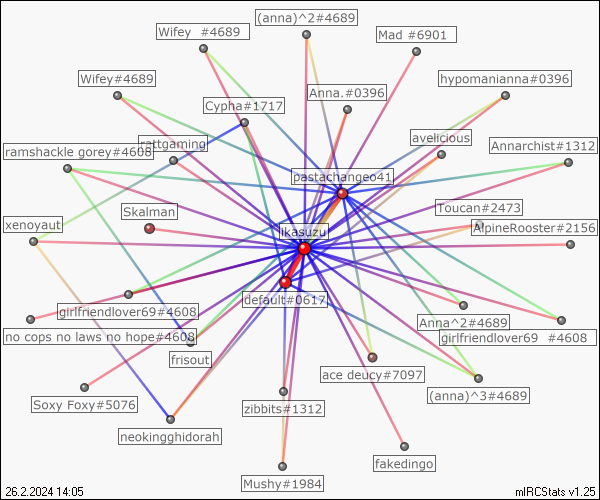 (anna)^2#4689
Wifey   #4689
Mad #6901
Wifey#4689
hypomanianna#0396
Anna.#0396
Cypha#1717
avelicious
rattgaming
Annarchist#1312
ramshackle gorey#4608
pastachangeo41
Toucan#2473
Skalman
xenoyaut
AlpineRooster#2156
likasuzu
default#0617
girlfriendlover69#4608
Anna^2#4689
no cops no laws no hope#4608
girlfriendlover69   #4608
frisout
ace deucy#7097
(anna)^3#4689
Soxy Foxy#5076
zibbits#1312
neokingghidorah
fakedingo
Mushy#1984
26.2.2024 14:05
mIRCStats v1.25